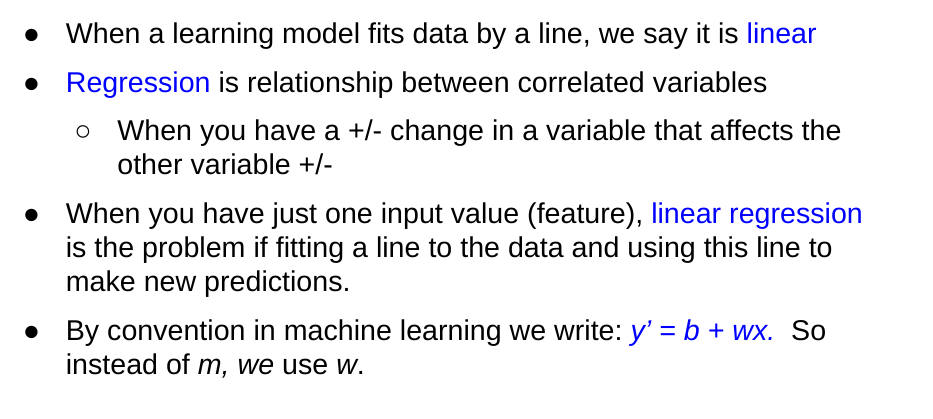 ● When a learning model fits data by a line, we say it is linear
● Regression is relationship between correlated variables
○ When you have a +/- change in a variable that affects the
other variable +/-
● When you have just one input value (feature), linear regression
is the problem if fitting a line to the data and using this line to
make new predictions.
● By convention in machine learning we write: y’ = b + wx. So
instead of m, we use w.